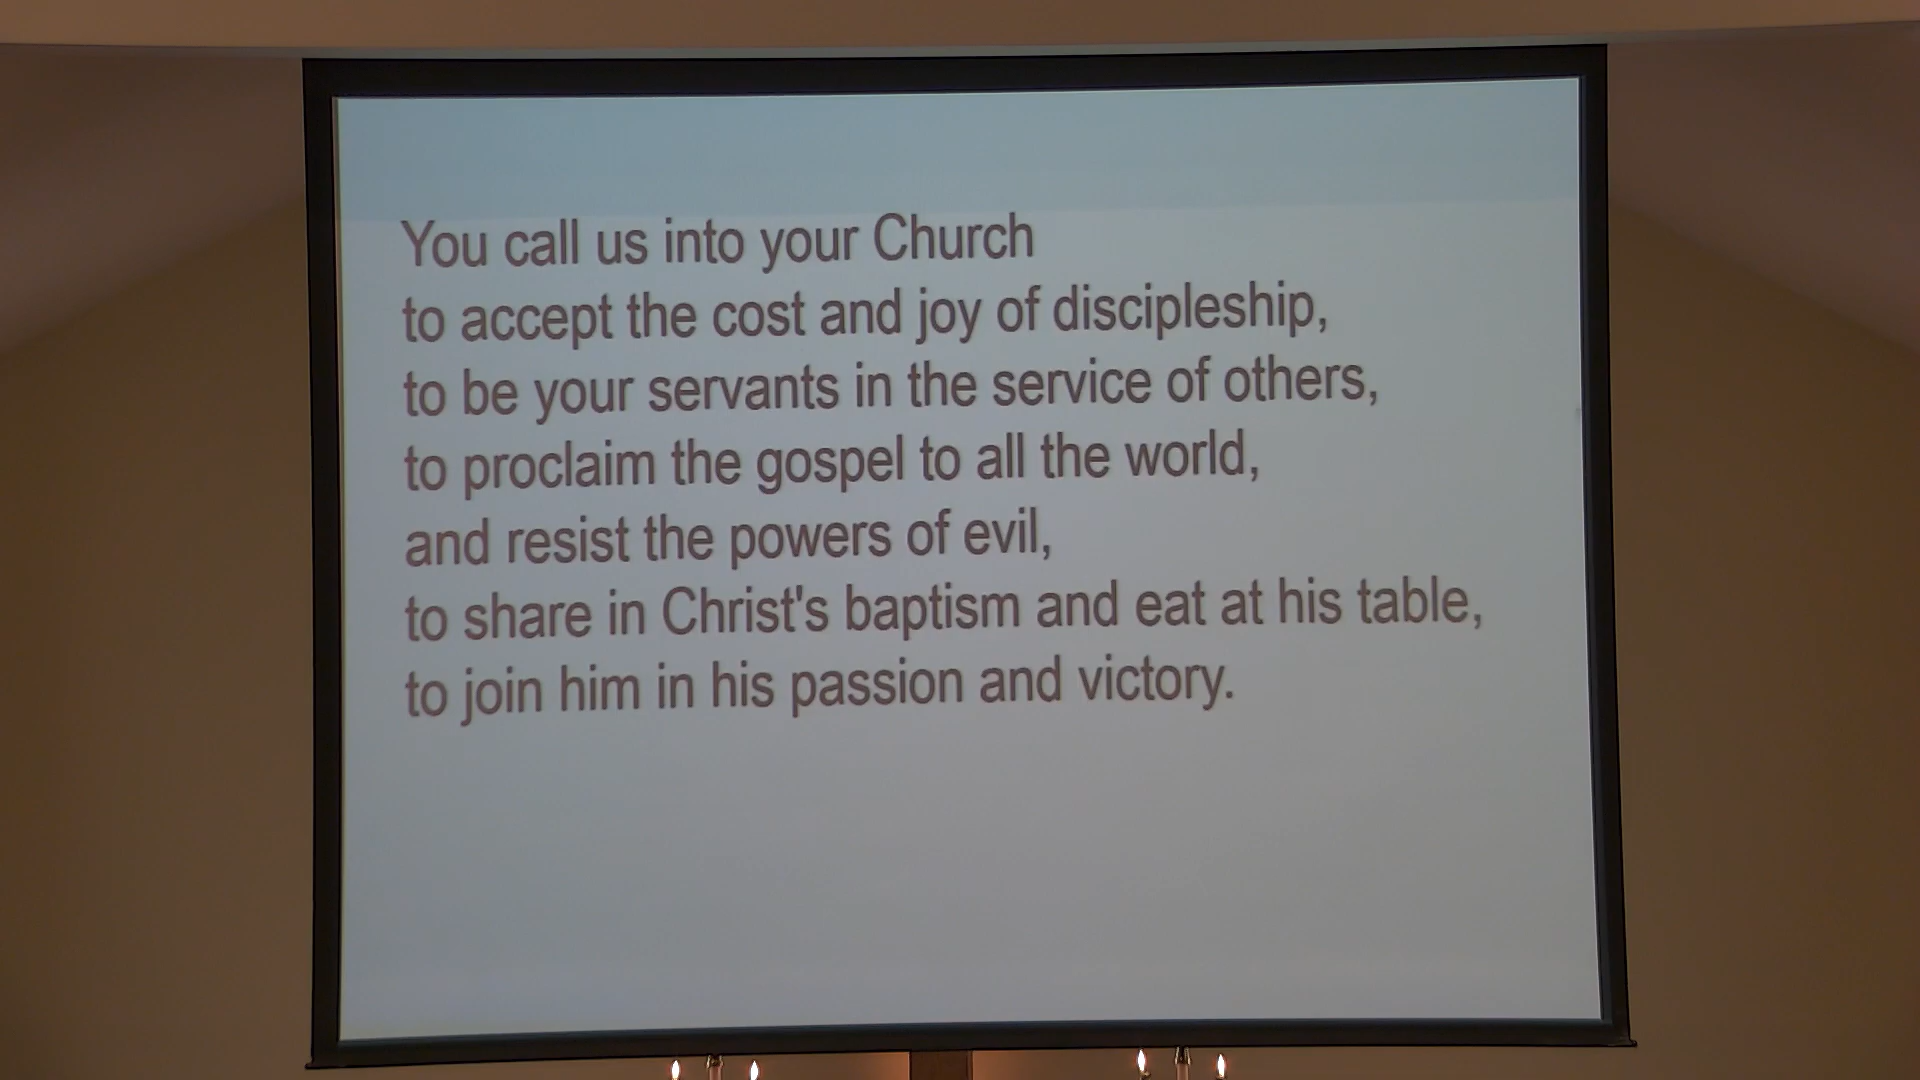 You call us into your Church
to accept the cost and joy of discipleship,
to be your servants in the service of others,
to proclaim the gospel to all the world,
and resist the powers of evil,
to share in Christ's baptism and eat at his table,
to join him in his passion and victory.